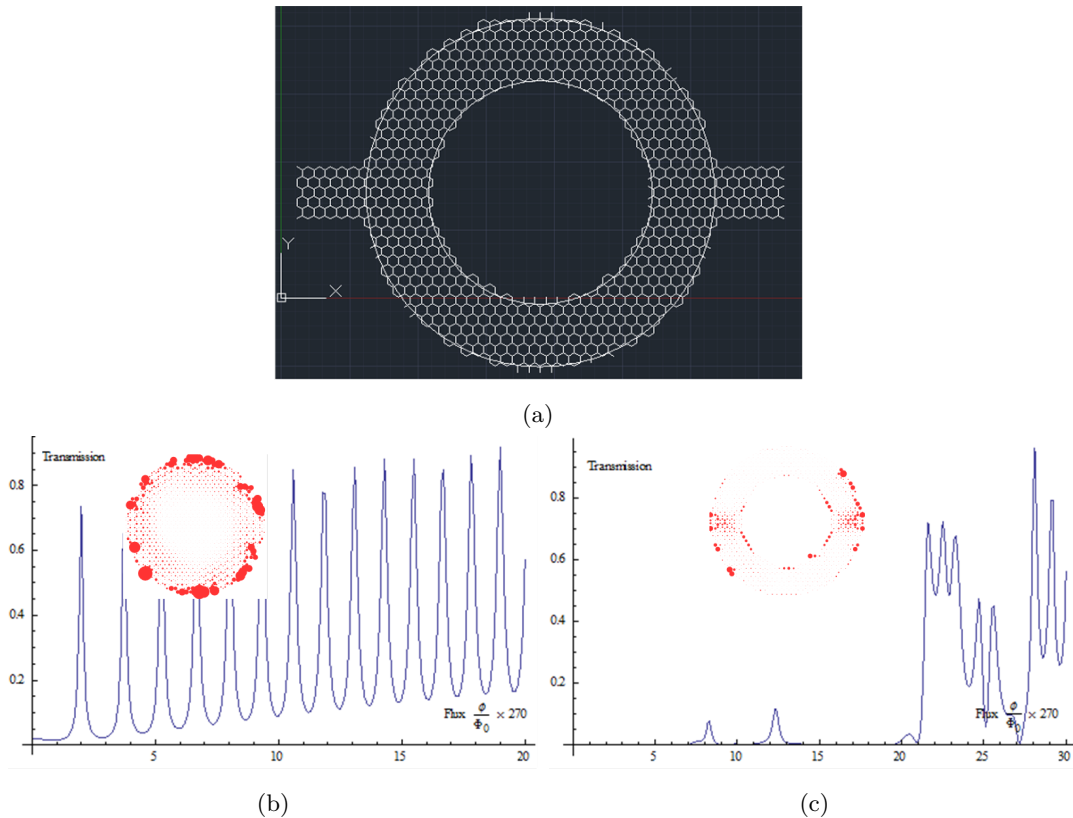 Y
X
(a)
Transmission
0.8
0.6
0.4
0.2
Flux ϕ/Φ0 × 270
5 10 15 20
(b)
Transmission
0.8
0.6
0.4
0.2
Flux ϕ/Φ0 × 270
5 10 15 20 25 30
(c)